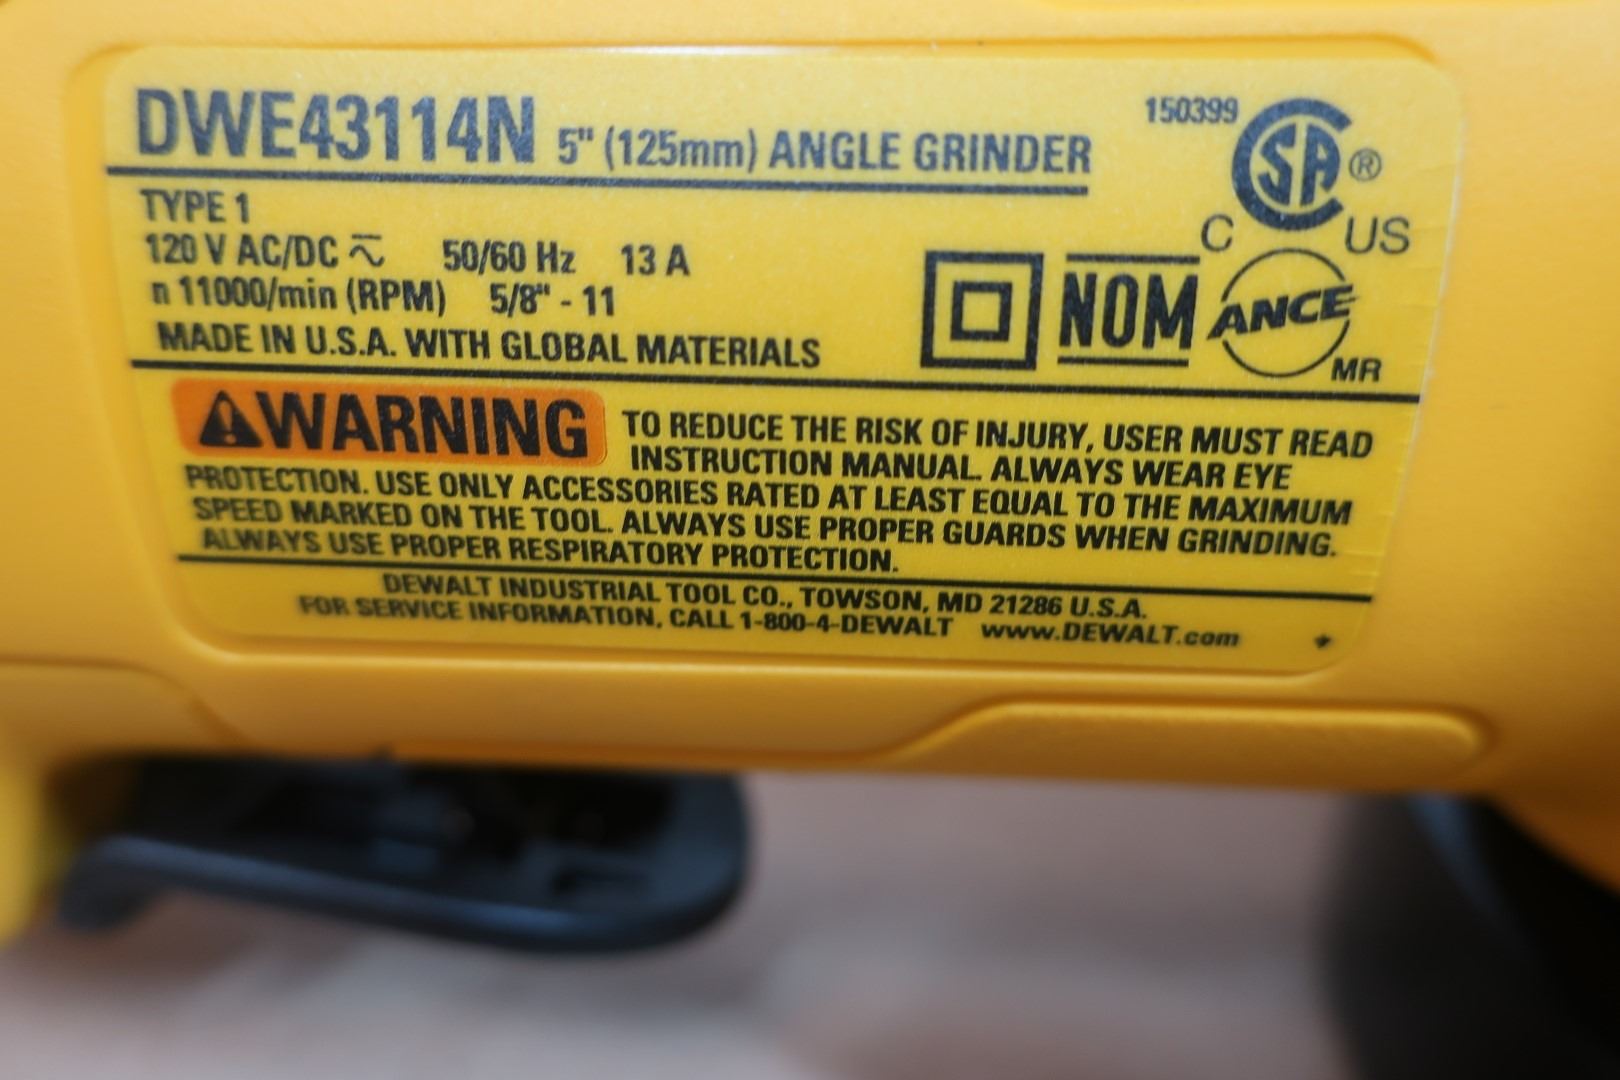 DWE43114N 5" (125mm) ANGLE GRINDER
150399
CSA ®
C US
TYPE 1
120 V AC/DC 50/60 Hz 13 A
n 11000/min (RPM) 5/8" - 11
MADE IN U.S.A. WITH GLOBAL MATERIALS
NOM
ANCE
MR
WARNING TO REDUCE THE RISK OF INJURY, USER MUST READ
INSTRUCTION MANUAL. ALWAYS WEAR EYE
PROTECTION. USE ONLY ACCESSORIES RATED AT LEAST EQUAL TO THE MAXIMUM
SPEED MARKED ON THE TOOL. ALWAYS USE PROPER GUARDS WHEN GRINDING.
ALWAYS USE PROPER RESPIRATORY PROTECTION.
DEWALT INDUSTRIAL TOOL CO., TOWSON, MD 21286 U.S.A.
FOR SERVICE INFORMATION, CALL 1-800-4-DEWALT www.DEWALT.com